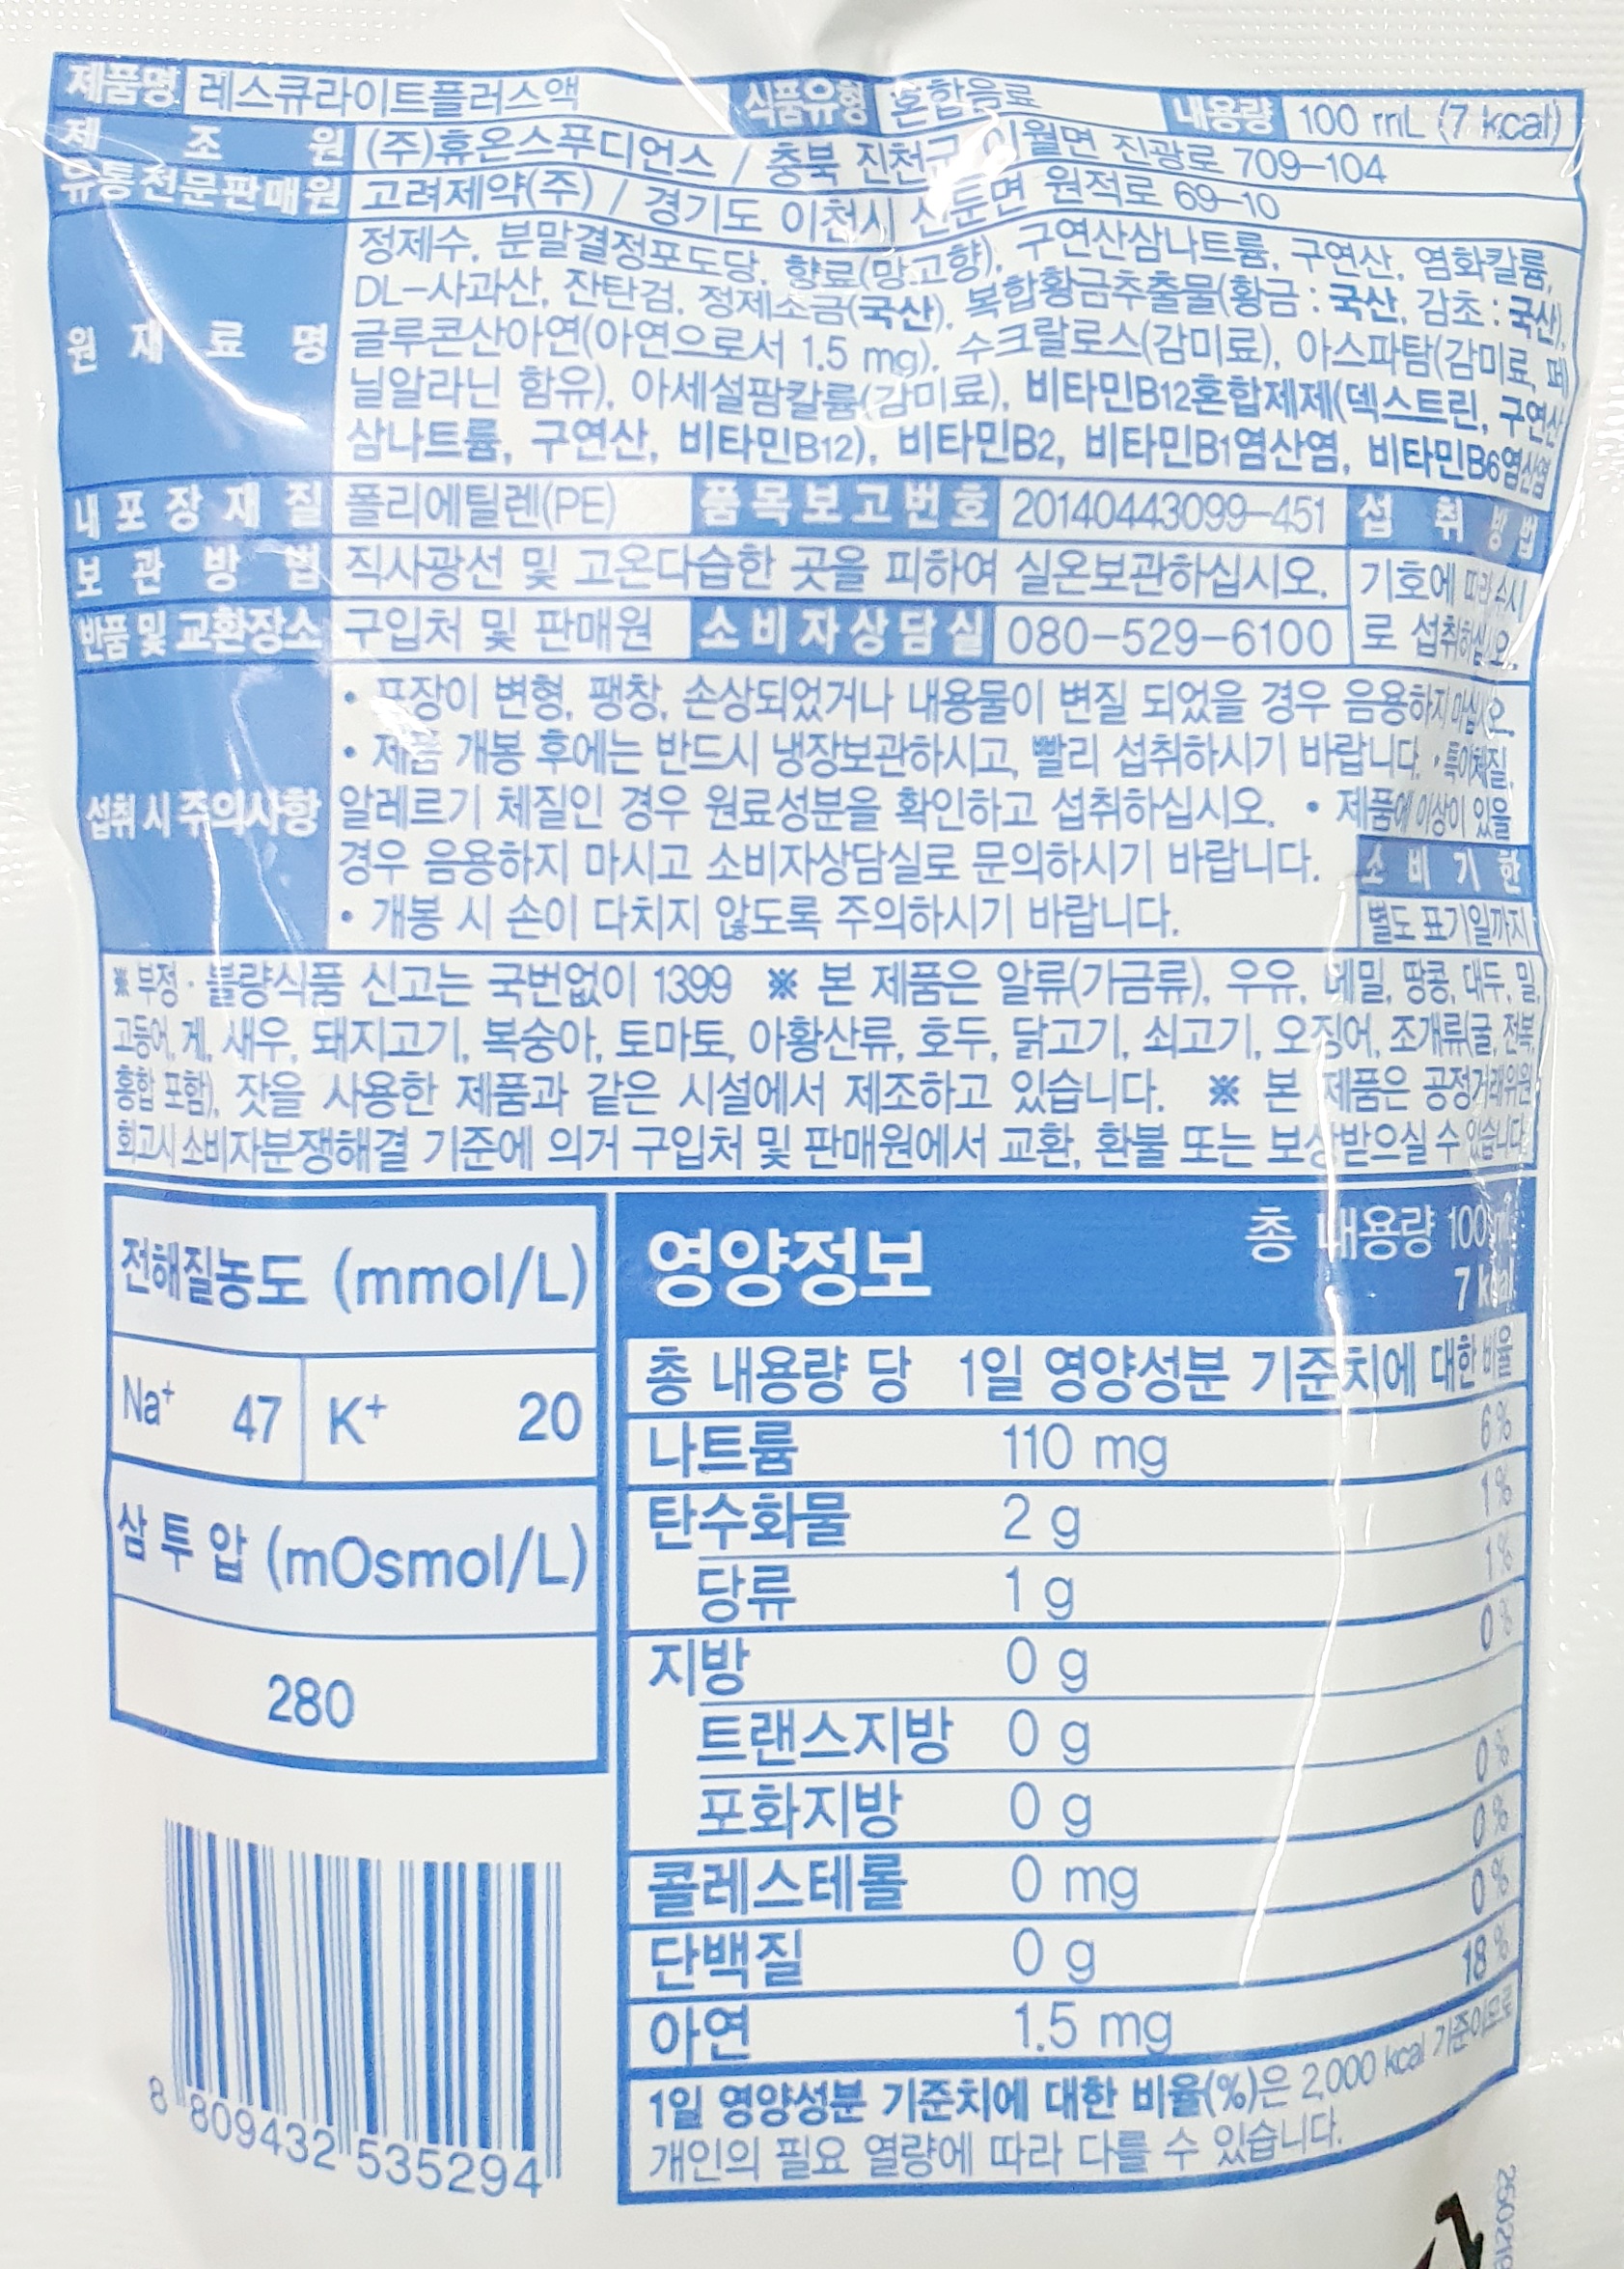 제품명 레스큐라이트플러스액 식품유형 혼합음료 내용량 100 mL (7 kcal)
제조원 (주)휴온스푸디언스 / 충북 진천군 이월면 진광로 709-104
유통전문판매원 고려제약(주) / 경기도 이천시 신둔면 원적로 69-10
원재료명
정제수, 분말결정포도당, 향료(망고향), 구연산삼나트륨, 구연산, 염화칼륨,
DL-사과산, 잔탄검, 정제소금(국산), 복합황금추출물(황금 : 국산, 감초 : 국산),
글루콘산아연(아연으로서 1.5 mg), 수크랄로스(감미료), 아스파탐(감미료, 페
닐알라닌 함유), 아세설팜칼륨(감미료), 비타민B12혼합제제(덱스트린, 구연산
삼나트륨, 구연산, 비타민B12), 비타민B2, 비타민B1염산염, 비타민B6염산염
내포장재질 폴리에틸렌(PE) 품목보고번호 20140443099-451 섭취방법
보관방법 직사광선 및 고온다습한 곳을 피하여 실온보관하십시오. 기호에 따라 수시
반품 및 교환장소 구입처 및 판매원 소비자상담실 080-529-6100 로 섭취하십시오.
섭취 시 주의사항
• 포장이 변형, 팽창, 손상되었거나 내용물이 변질 되었을 경우 음용하지 마십시오.
• 제품 개봉 후에는 반드시 냉장보관하시고, 빨리 섭취하시기 바랍니다. • 특이체질,
알레르기 체질인 경우 원료성분을 확인하고 섭취하십시오. • 제품에 이상이 있을
경우 음용하지 마시고 소비자상담실로 문의하시기 바랍니다. 소비기한
• 개봉 시 손이 다치지 않도록 주의하시기 바랍니다. 별도 표기일까지
※ 부정 · 불량식품 신고는 국번없이 1399 ※ 본 제품은 알류(가금류), 우유, 메밀, 땅콩, 대두, 밀,
고등어, 게, 새우, 돼지고기, 복숭아, 토마토, 아황산류, 호두, 닭고기, 쇠고기, 오징어, 조개류(굴, 전복,
홍합 포함), 잣을 사용한 제품과 같은 시설에서 제조하고 있습니다. ※ 본 제품은 공정거래위원
회고시 소비자분쟁해결 기준에 의거 구입처 및 판매원에서 교환, 환불 또는 보상받으실 수 있습니다.
전해질농도 (mmol/L)
Na+ 47 K+ 20
삼투압 (mOsmol/L)
280
영양정보 총 내용량 100 mL
7 kcal
총 내용량 당 1일 영양성분 기준치에 대한 비율
나트륨 110 mg 6 %
탄수화물 2 g 1 %
당류 1 g 1 %
지방 0 g 0 %
트랜스지방 0 g
포화지방 0 g 0 %
콜레스테롤 0 mg 0 %
단백질 0 g 0 %
아연 1.5 mg 18 %
1일 영양성분 기준치에 대한 비율(%)은 2,000 kcal 기준이므로
개인의 필요 열량에 따라 다를 수 있습니다.
8 809432 535294